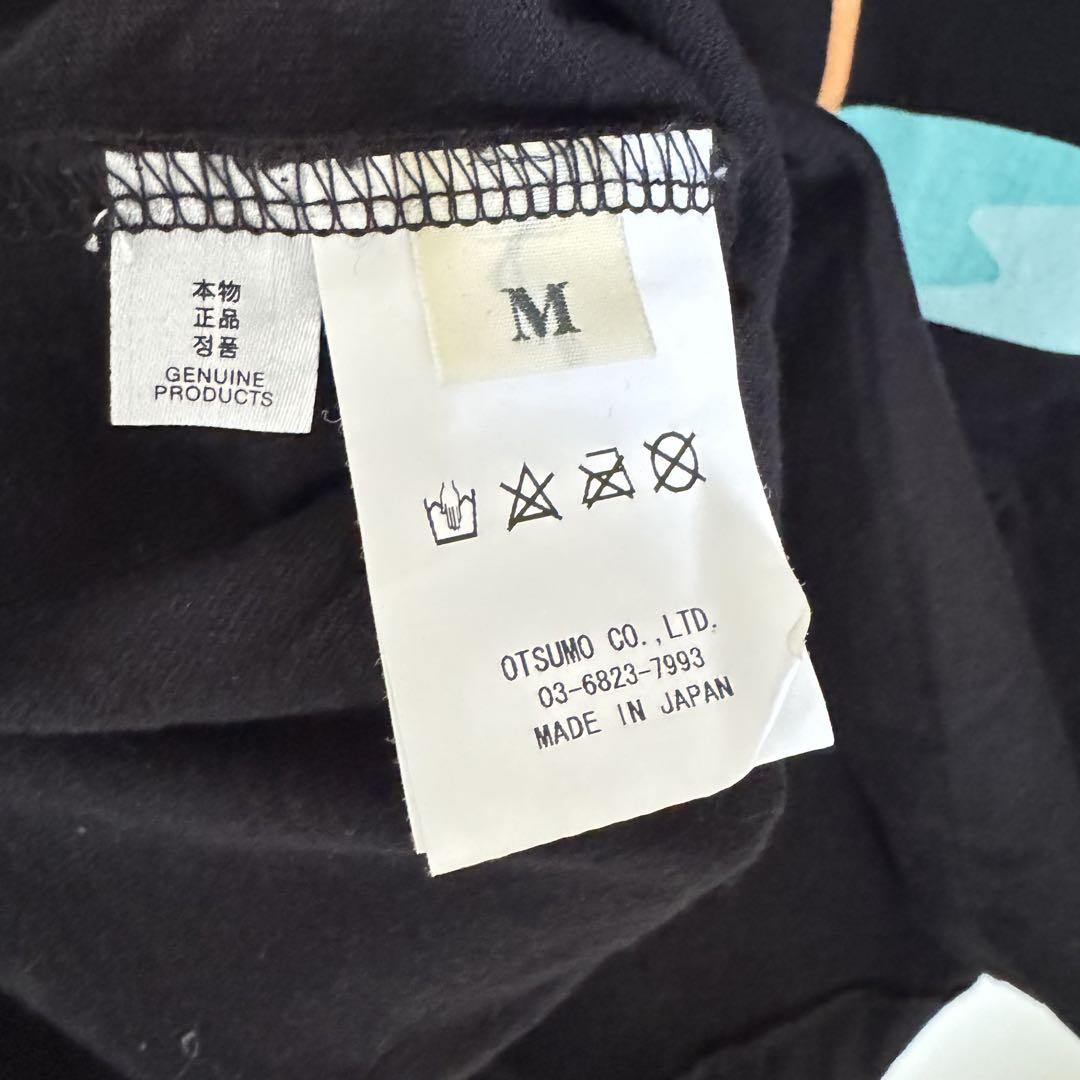 本物
正品
정품
GENUINE
PRODUCTS
M
OTSUMO CO.,LTD.
03-6823-7993
MADE IN JAPAN